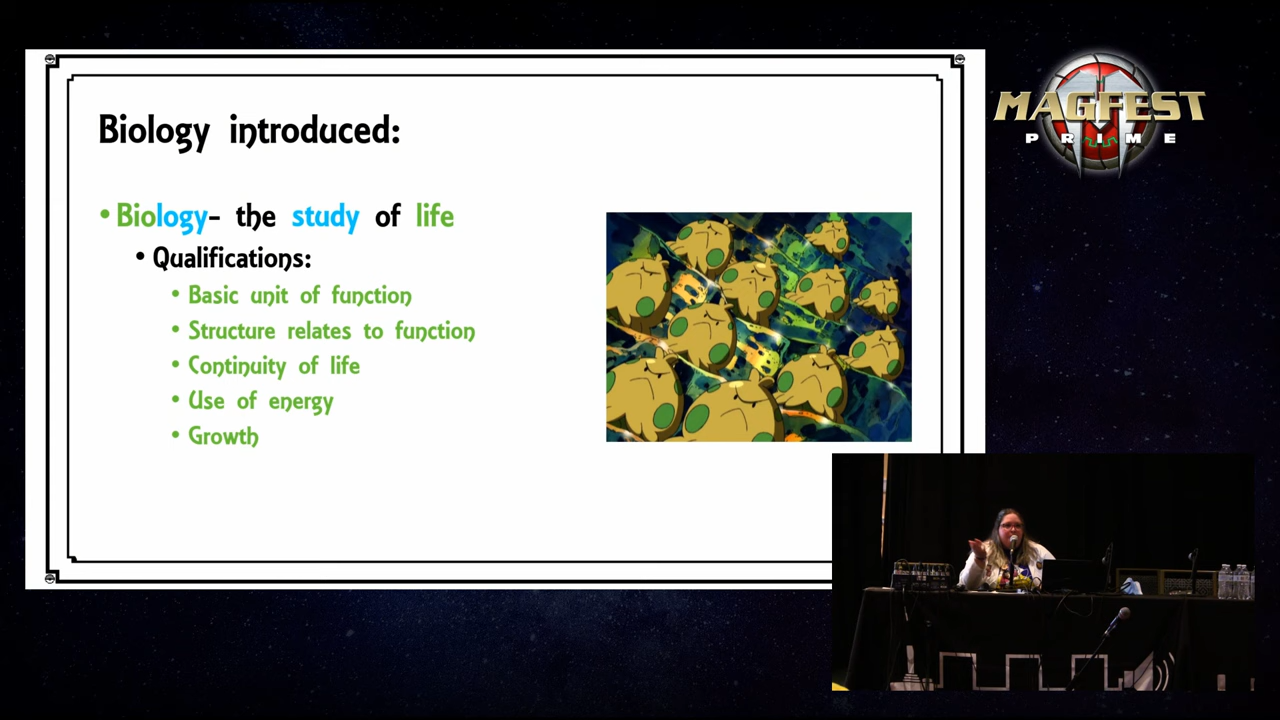 Biology introduced:
• Biology- the study of life
• Qualifications:
• Basic unit of function
• Structure relates to function
• Continuity of life
• Use of energy
• Growth
MAGFEST
PRIME